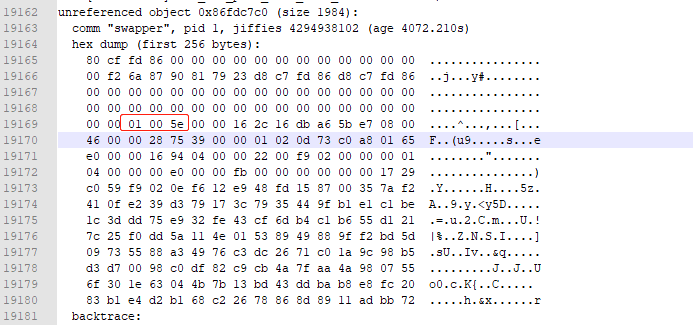 19162 unreferenced object 0x86fdc7c0 (size 1984):
19163 comm "swapper", pid 1, jiffies 4294938102 (age 4072.210s)
19164 hex dump (first 256 bytes):
19165 80 cf fd 86 00 00 00 00 00 00 00 00 00 00 00 00 ................
19166 00 f2 6a 87 90 81 79 23 d8 c7 fd 86 d8 c7 fd 86 ..j...y#........
19167 00 00 00 00 00 00 00 00 00 00 00 00 00 00 00 00 ................
19168 00 00 00 00 00 00 00 00 00 00 00 00 00 00 00 00 ................
19169 00 00 01 00 5e 00 00 16 2c 16 db a6 5b e7 08 00 ....^...,...[...
19170 46 00 00 28 75 39 00 00 01 02 0d 73 c0 a8 01 65 F..(u9.....s...e
19171 e0 00 00 16 94 04 00 00 22 00 f9 02 00 00 00 01 ........".......
19172 04 00 00 00 e0 00 00 fb 00 00 00 00 00 00 17 29 ...............)
19173 c0 59 f9 02 0e f6 12 e9 48 fd 15 87 00 35 7a f2 .Y......H....5z.
19174 41 0f e2 39 d3 79 17 3c 79 35 44 9f b1 e1 c1 be A..9.y.<y5D.....
19175 1c 3d dd 75 e9 32 fe 43 cf 6d b4 c1 b6 55 d1 21 .=.u.2.C.m...U.!
19176 7c 25 f0 dd 5a 11 4e 01 53 89 49 88 9f f2 bd 5d |%..Z.N.S.I....]
19177 09 73 55 88 a3 49 76 c3 dc 26 71 c0 1a 9c 98 b5 .sU..Iv..&q.....
19178 d3 d7 00 98 c0 df 82 c9 cb 4a 7f aa 4a 98 07 55 .........J..J..U
19179 6f 30 1e 63 04 4b 7b 13 bd 43 dd ba b8 e8 fc 20 o0.c.K{..C.....
19180 83 b1 e4 d2 b1 68 c2 26 78 86 8d 89 11 ad bb 72 .....h.&x......r
19181 backtrace: